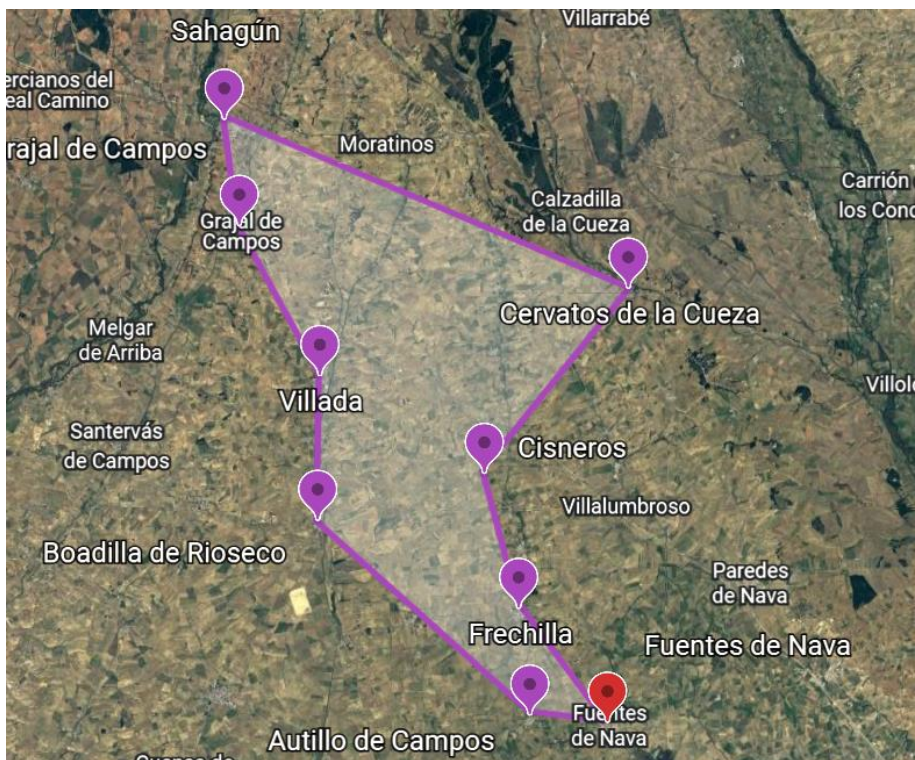 Villarrabé
Sahagún
ercianos del
eal Camino
rajal de Campos
Moratinos
Carrión
los Cond
Calzadilla
de la Cueza
Grajal de
Campos
Cervatos de la Cueza
Melgar
de Arriba
Villada
Villol
Santervás
de Campos
Cisneros
Villalumbroso
Boadilla de Rioseco
Paredes
de Nava
Frechilla
Fuentes de Nava
Fuentes
de Nava
Autillo de Campos